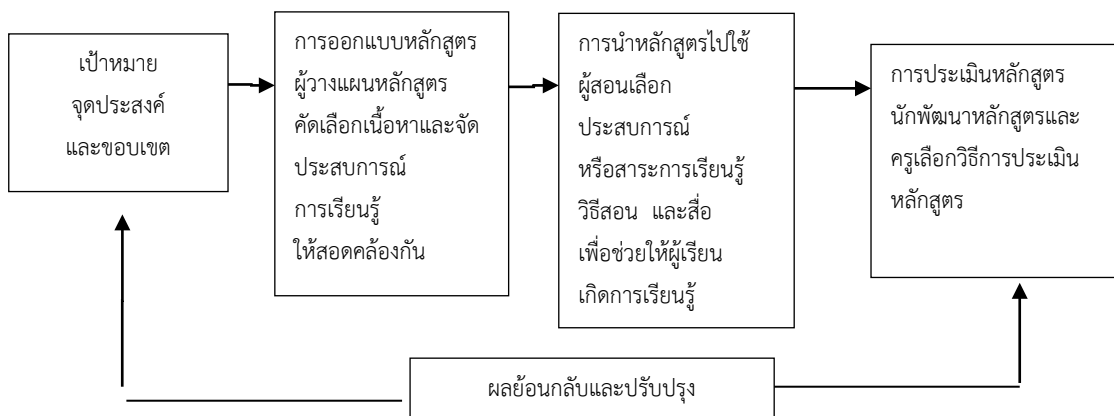 เป้าหมาย
จุดประสงค์
และขอบเขต
การออกแบบหลักสูตร
ผู้วางแผนหลักสูตร
คัดเลือกเนื้อหาและจัด
ประสบการณ์
การเรียนรู้
ให้สอดคล้องกัน
การนำหลักสูตรไปใช้
ผู้สอนเลือก
ประสบการณ์
หรือสาระการเรียนรู้
วิธีสอน และสื่อ
เพื่อช่วยให้ผู้เรียน
เกิดการเรียนรู้
การประเมินหลักสูตร
นักพัฒนาหลักสูตรและ
ครูเลือกวิธีการประเมิน
หลักสูตร
ผลย้อนกลับและปรับปรุง